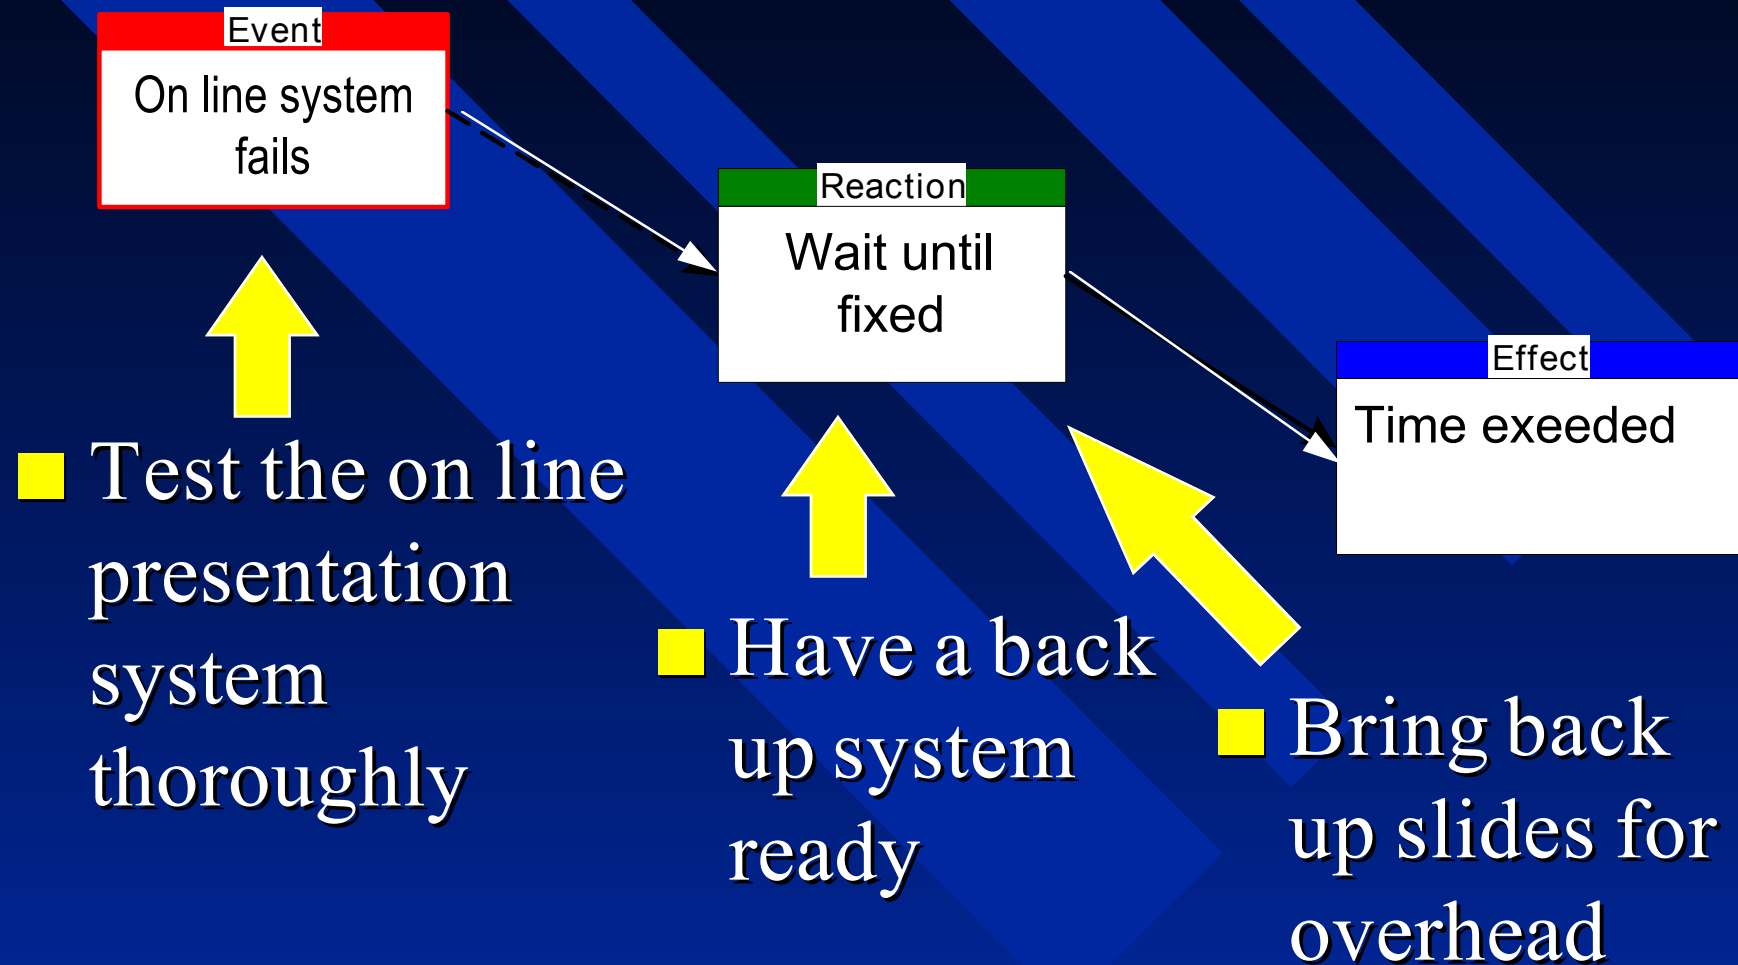 Event
On line system
fails
Reaction
Wait until
fixed
Effect
Time exeeded
Test the on line
presentation
system
thoroughly
Have a back
up system
ready
Bring back
up slides for
overhead